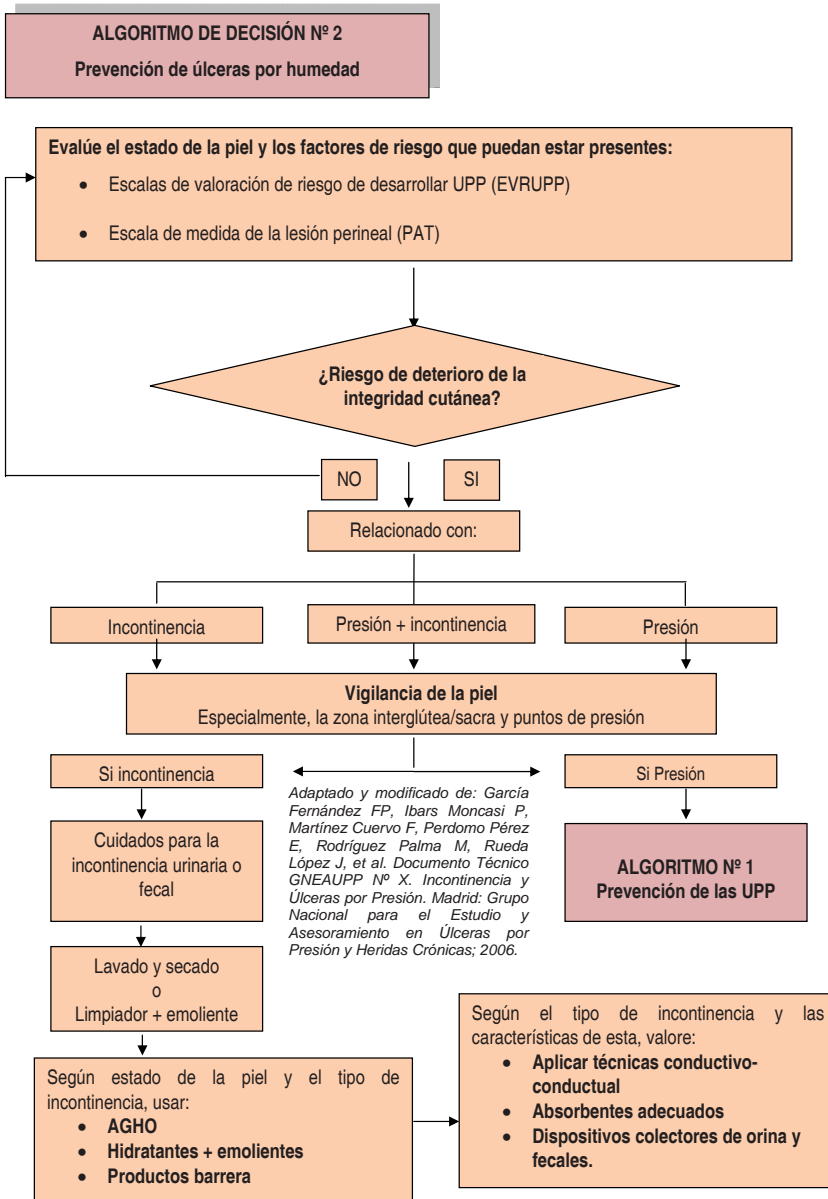 ALGORITMO DE DECISIÓN Nº 2
Prevención de úlceras por humedad
Evalúe el estado de la piel y los factores de riesgo que puedan estar presentes:
• Escalas de valoración de riesgo de desarrollar UPP (EVRUPP)
• Escala de medida de la lesión perineal (PAT)
¿Riesgo de deterioro de la
integridad cutánea?
NO
SI
Relacionado con:
Incontinencia
Presión + incontinencia
Presión
Vigilancia de la piel
Especialmente, la zona interglútea/sacra y puntos de presión
Si incontinencia
Si Presión
Cuidados para la
incontinencia urinaria o
fecal
Adaptado y modificado de: García
Fernández FP, Ibars Moncasi P,
Martínez Cuervo F, Perdomo Pérez
E, Rodríguez Palma M, Rueda
López J, et al. Documento Técnico
GNEAUPP Nº X. Incontinencia y
Úlceras por Presión. Madrid: Grupo
Nacional para el Estudio y
Asesoramiento en Úlceras por
Presión y Heridas Crónicas; 2006.
ALGORITMO Nº 1
Prevención de las UPP
Lavado y secado
o
Limpiador + emoliente
Según estado de la piel y el tipo de
incontinencia, usar:
• AGHO
• Hidratantes + emolientes
• Productos barrera
Según el tipo de incontinencia y las
características de esta, valore:
• Aplicar técnicas conductivo-
conductual
• Absorbentes adecuados
• Dispositivos colectores de orina y
fecales.